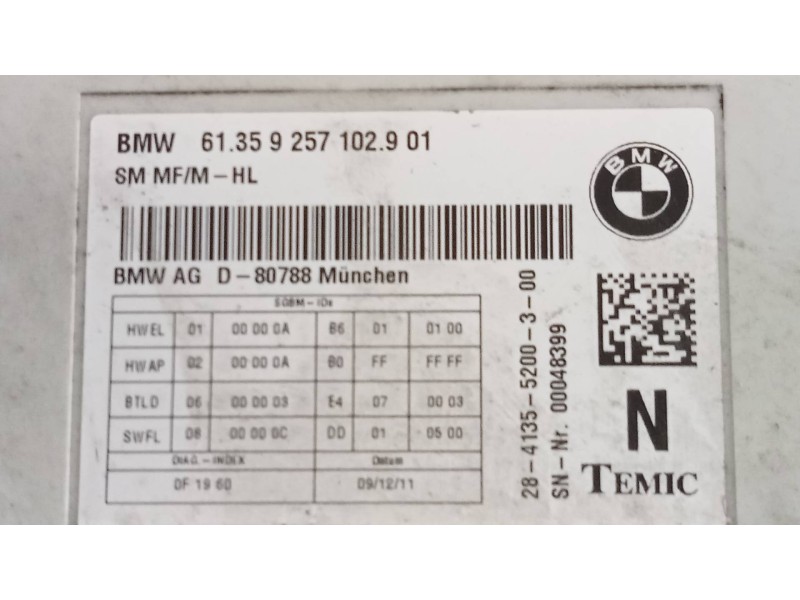 BMW 61.35 9 257 102.9 01
SM MF/M-HL
BMW
BMW AG D-80788 München
SGBM-IDs
HWEL 01 00 00 0A B6 01 01 00
HWAP 02 00 00 0A B0 FF FF FF
BTLD 06 00 00 03 E4 07 00 03
SWFL 08 00 00 0C DD 01 05 00
DIAG.-INDEX Datum
0F 19 60 09/12/11
28-4135-5200-3-00
SN-Nr. 00048399
N
TEMIC